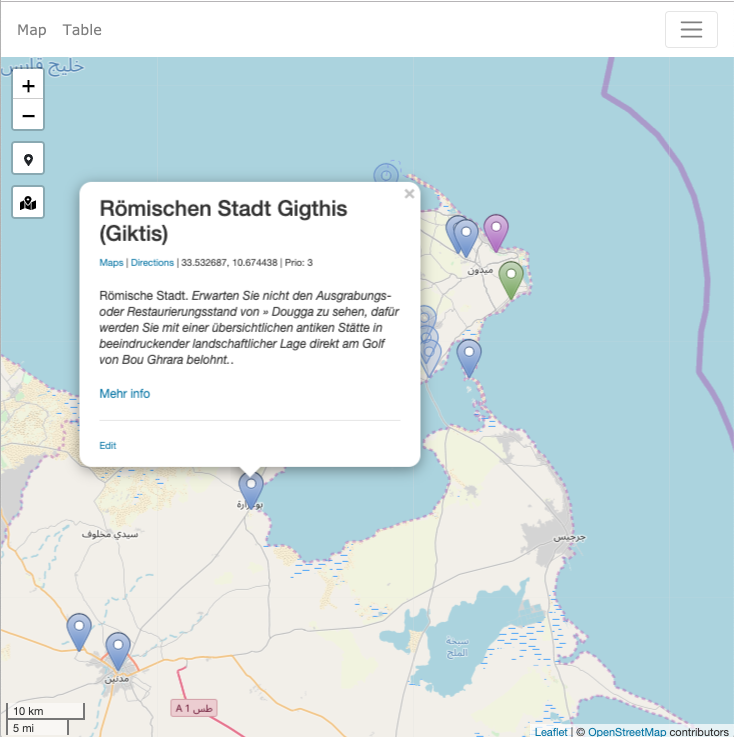 Map Table
خليج قابس
+
−
Römischen Stadt Gigthis
(Giktis)
×
Maps | Directions | 33.532687, 10.674438 | Prio: 3
Römische Stadt. Erwarten Sie nicht den Ausgrabungs-
oder Restaurierungsstand von » Dougga zu sehen, dafür
werden Sie mit einer übersichtlichen antiken Stätte in
beeindruckender landschaftlicher Lage direkt am Golf
von Bou Ghrara belohnt..
Mehr info
Edit
ميدون
بوغرارة
سيدي مخلوف
جرجيس
سبخة
الملح
مدنين
A 1 طس
10 km
5 mi
Leaflet | © OpenStreetMap contributors